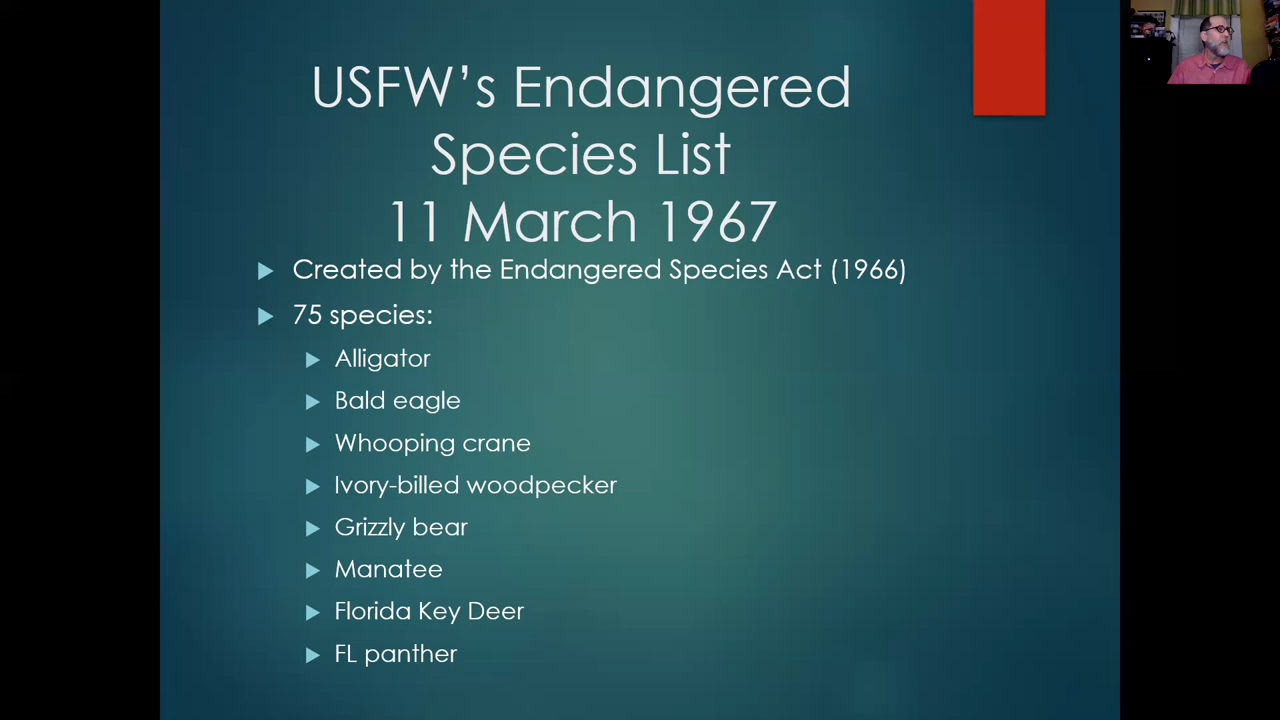 USFW's Endangered
Species List
11 March 1967
Created by the Endangered Species Act (1966)
75 species:
Alligator
Bald eagle
Whooping crane
Ivory-billed woodpecker
Grizzly bear
Manatee
Florida Key Deer
FL panther